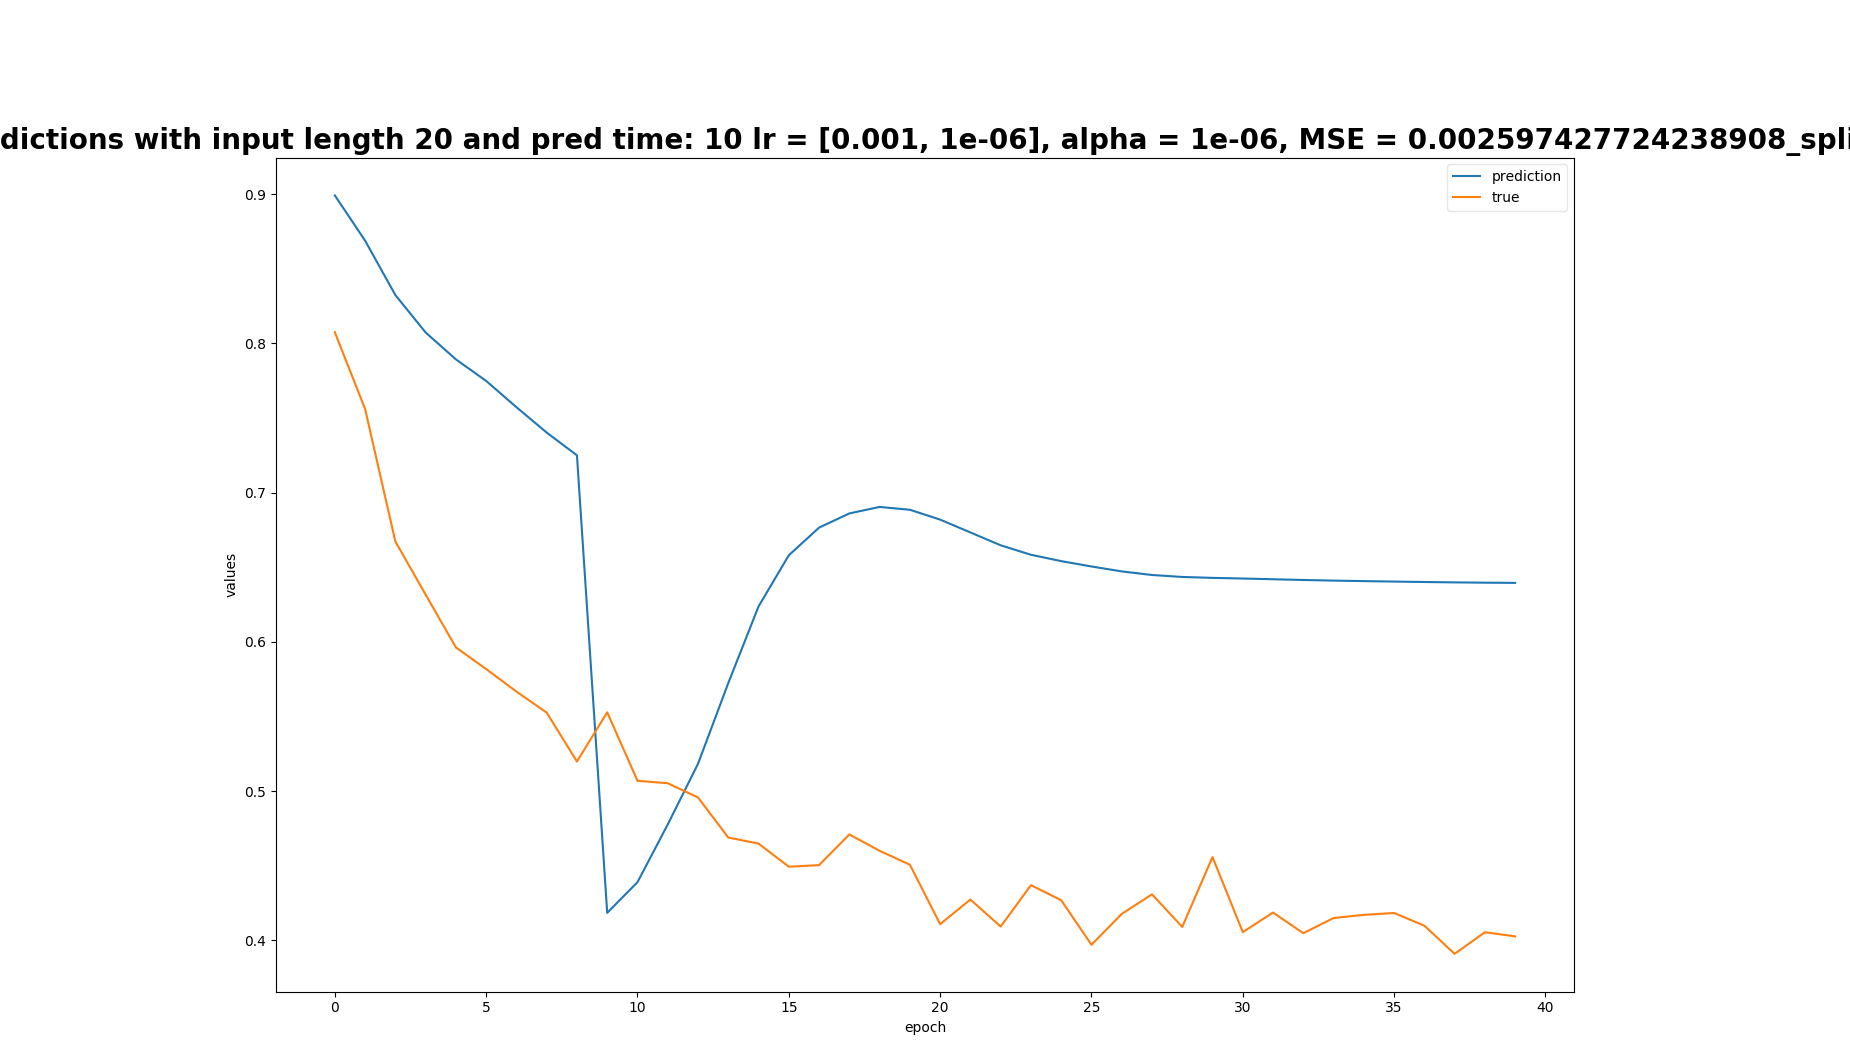 dictions with input length 20 and pred time: 10 lr = [0.001, 1e-06], alpha = 1e-06, MSE = 0.002597427724238908_spli
prediction
true
0.9
0.8
0.7
0.6
0.5
0.4
values
0 5 10 15 20 25 30 35 40
epoch